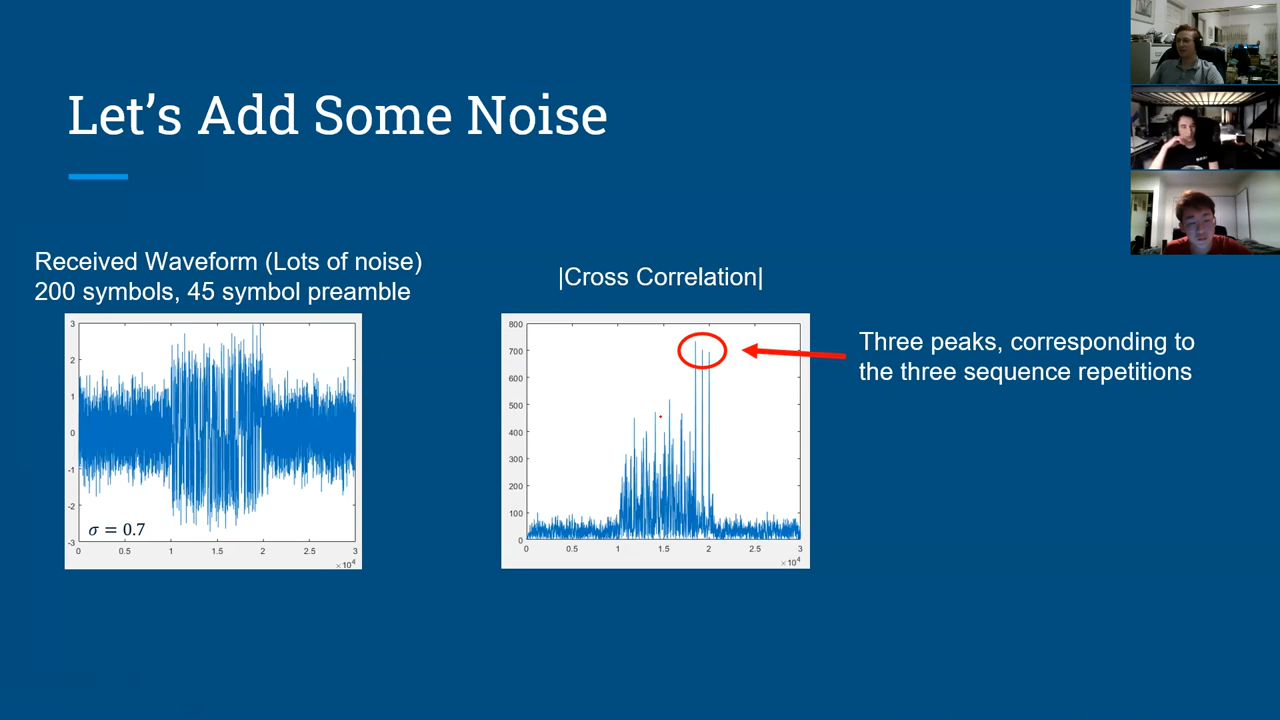 Let's Add Some Noise
Received Waveform (Lots of noise)
200 symbols, 45 symbol preamble
|Cross Correlation|
Three peaks, corresponding to
the three sequence repetitions
3
2
1
0
-1
-2
-3
σ = 0.7
0 0.5 1 1.5 2 2.5 3
×10⁴
800
700
600
500
400
300
200
100
0
0 0.5 1 1.5 2 2.5 3
×10⁴